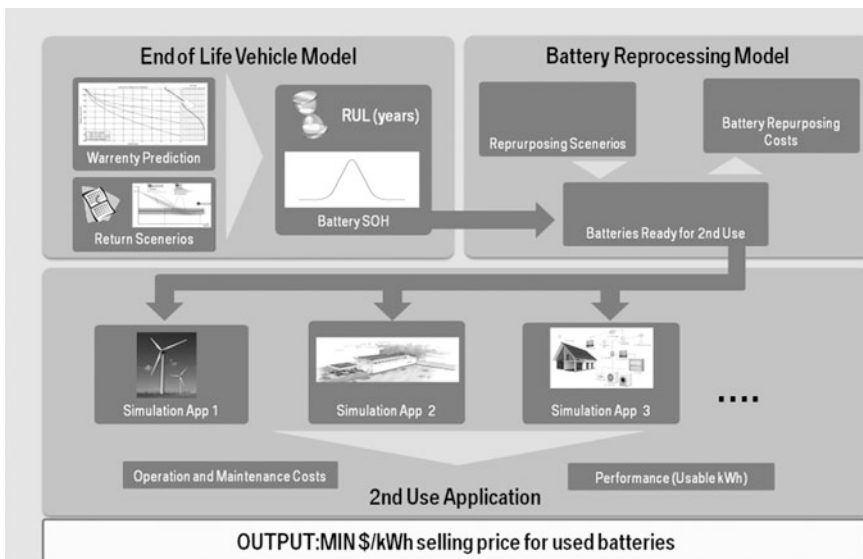 End of Life Vehicle Model
Warrenty Prediction
Return Scenerios
RUL (years)
Battery SOH
Battery Reprocessing Model
Reprurposing Scenerios
Battery Repurposing
Costs
Batteries Ready for 2nd Use
Simulation App 1
Simulation App 2
Simulation App 3
....
Operation and Maintenance Costs
Performance (Usable kWh)
2nd Use Application
OUTPUT:MIN $/kWh selling price for used batteries